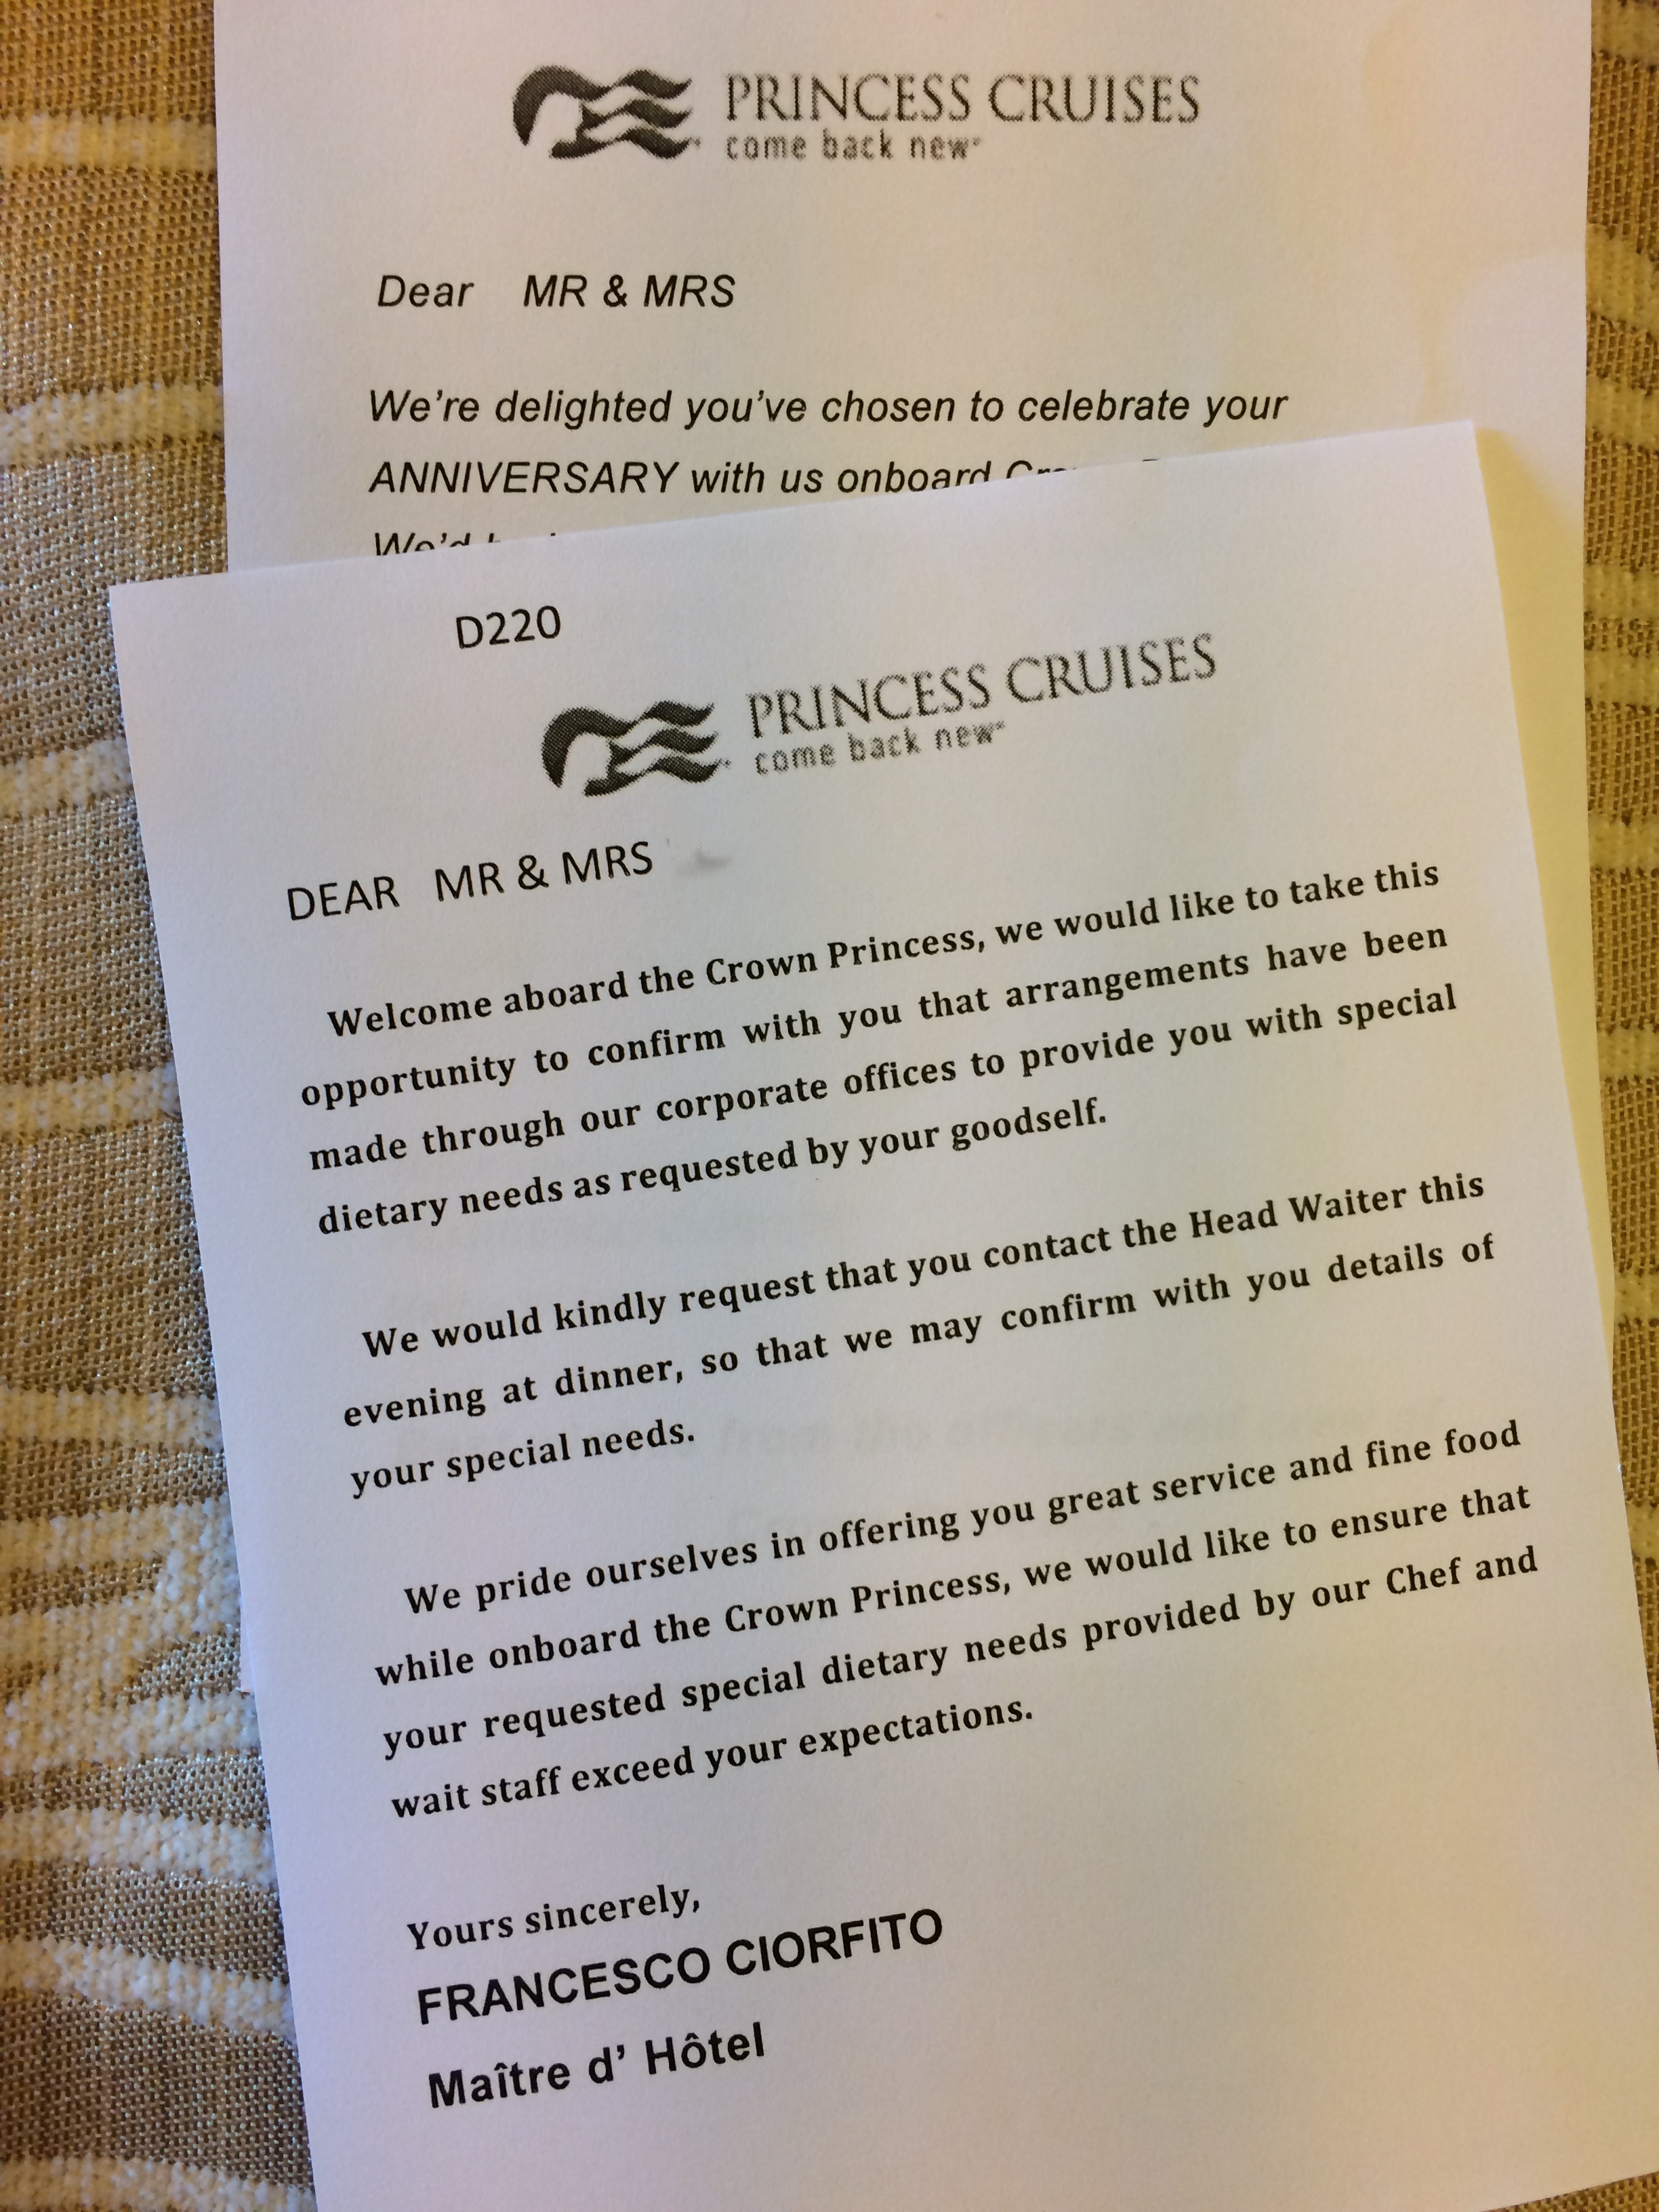 PRINCESS CRUISES
come back new
Dear MR & MRS
We're delighted you've chosen to celebrate your
ANNIVERSARY with us onboard
We'd
D220
PRINCESS CRUISES
come back new
DEAR MR & MRS
Welcome aboard the Crown Princess, we would like to take this
opportunity to confirm with you that arrangements have been
made through our corporate offices to provide you with special
dietary needs as requested by your goodself.
We would kindly request that you contact the Head Waiter this
evening at dinner, so that we may confirm with you details of
your special needs.
We pride ourselves in offering you great service and fine food
while onboard the Crown Princess, we would like to ensure that
your requested special dietary needs provided by our Chef and
wait staff exceed your expectations.
Yours sincerely,
FRANCESCO CIORFITO
Maître d' Hôtel